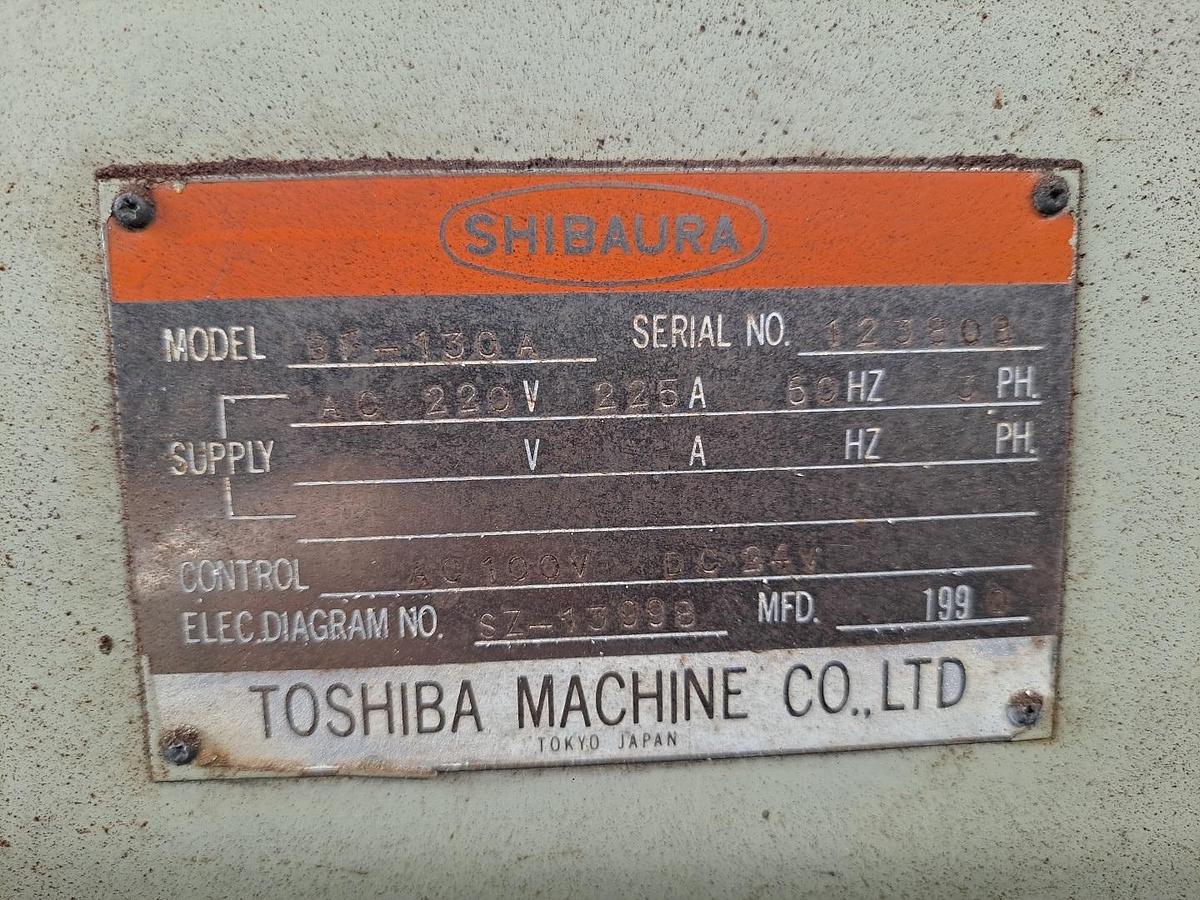 SHIBAURA
MODEL BF-130A SERIAL NO. 123808
AC 220V 225A 60HZ 3 PH.
SUPPLY V A HZ PH.
CONTROL AC100V DC24V
ELEC.DIAGRAM NO. SZ-13998 MFD. 1990
TOSHIBA MACHINE CO.,LTD
TOKYO JAPAN